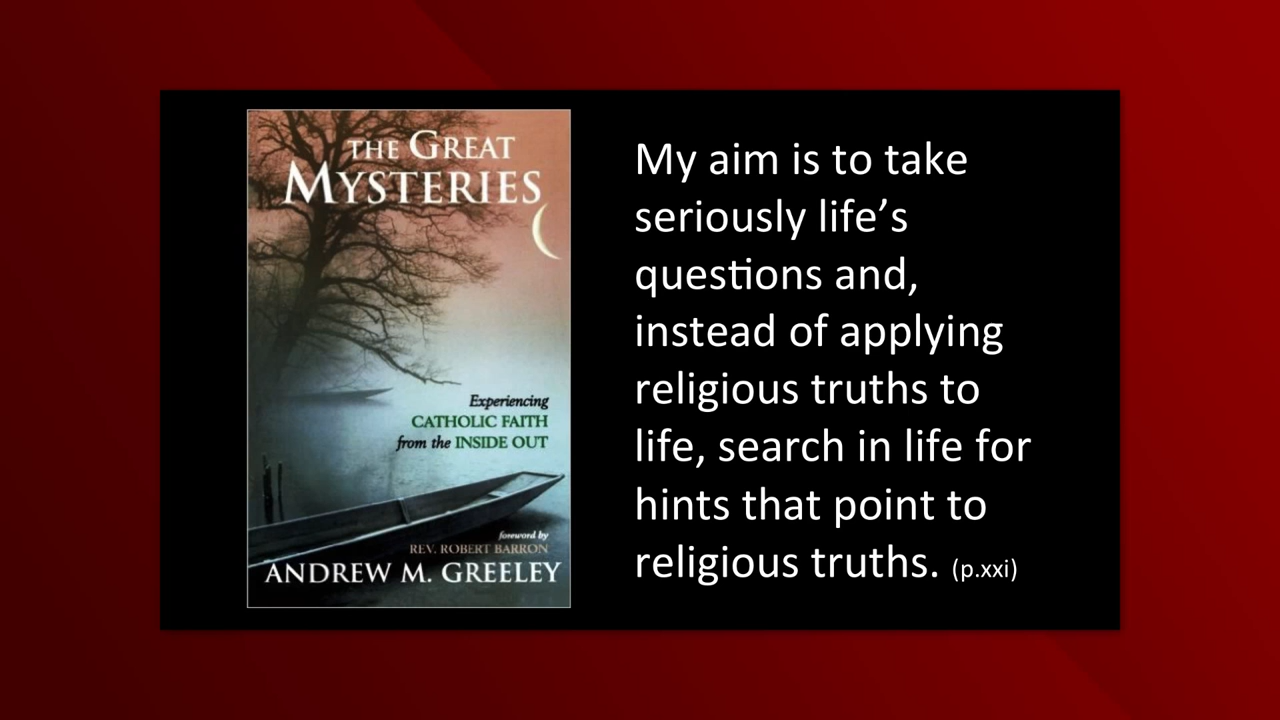 THE GREAT
MYSTERIES
Experiencing
CATHOLIC FAITH
from the INSIDE OUT
foreword by
REV. ROBERT BARRON
ANDREW M. GREELEY
My aim is to take
seriously life’s
questions and,
instead of applying
religious truths to
life, search in life for
hints that point to
religious truths. (p.xxi)